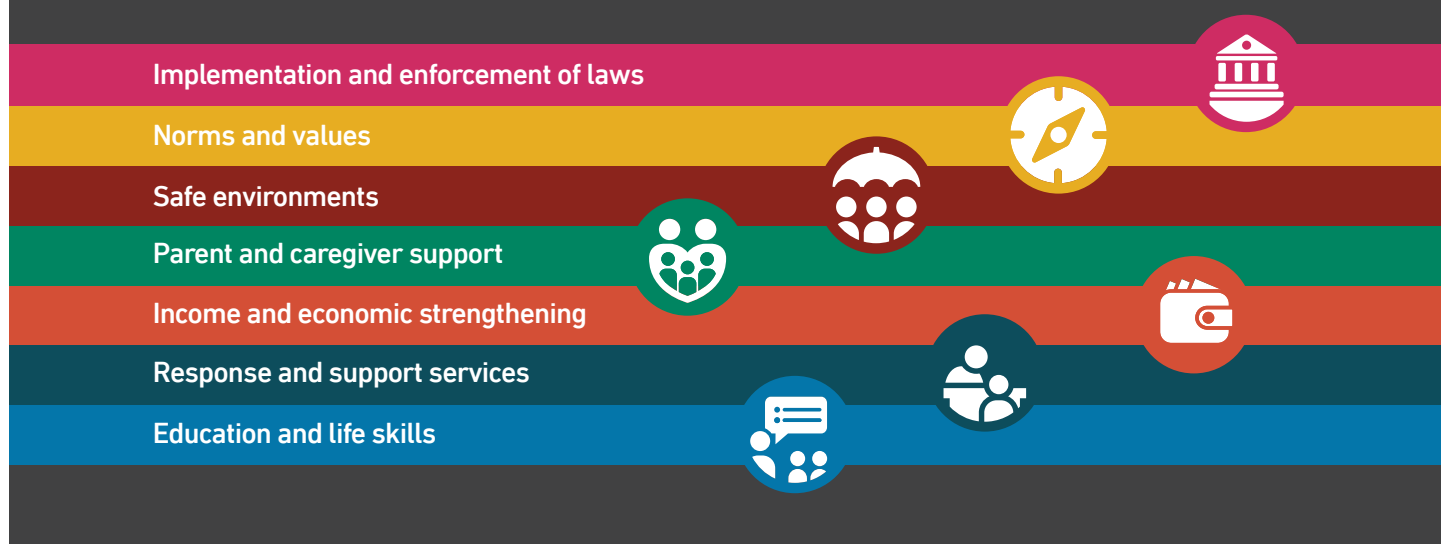 Implementation and enforcement of laws
Norms and values
Safe environments
Parent and caregiver support
Income and economic strengthening
Response and support services
Education and life skills